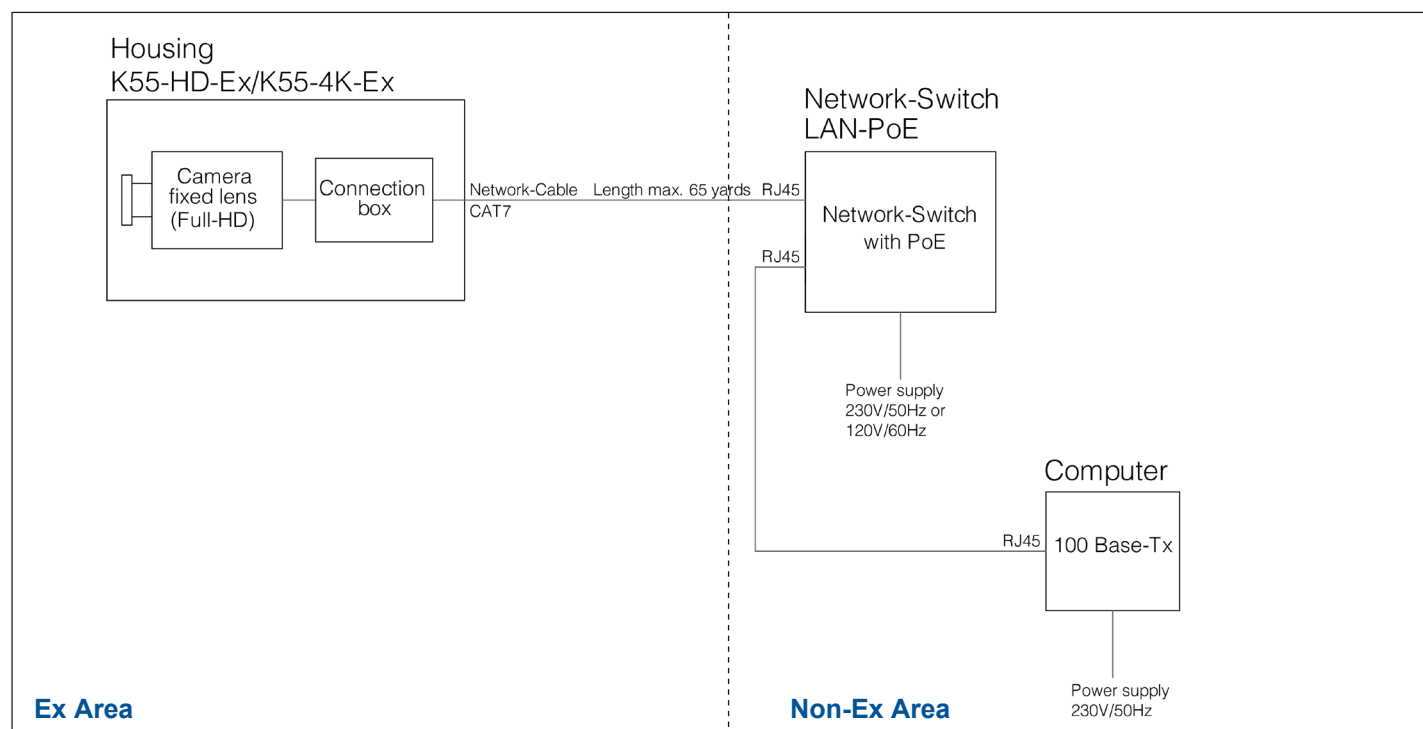 Housing
K55-HD-Ex/K55-4K-Ex
Camera
fixed lens
(Full-HD)
Connection
box
Network-Cable
CAT7
Length max. 65 yards
RJ45
Network-Switch
LAN-PoE
Network-Switch
with PoE
RJ45
Power supply
230V/50Hz or
120V/60Hz
Computer
RJ45
100 Base-Tx
Power supply
230V/50Hz
Ex Area
Non-Ex Area